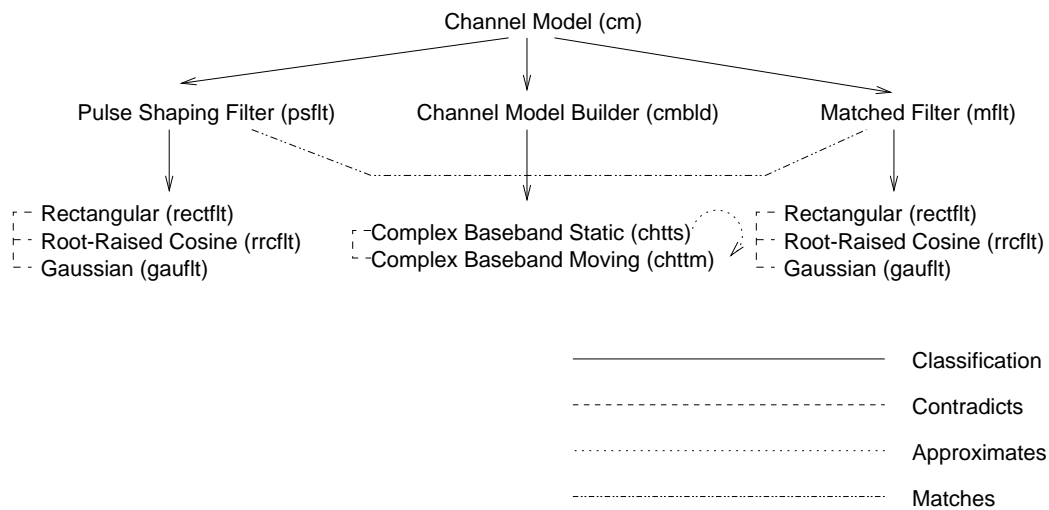 Channel Model (cm)
Pulse Shaping Filter (psflt)
Channel Model Builder (cmbld)
Matched Filter (mflt)
Rectangular (rectflt)
Root-Raised Cosine (rrcflt)
Gaussian (gauflt)
Complex Baseband Static (chtts)
Complex Baseband Moving (chttm)
Rectangular (rectflt)
Root-Raised Cosine (rrcflt)
Gaussian (gauflt)
Classification
Contradicts
Approximates
Matches